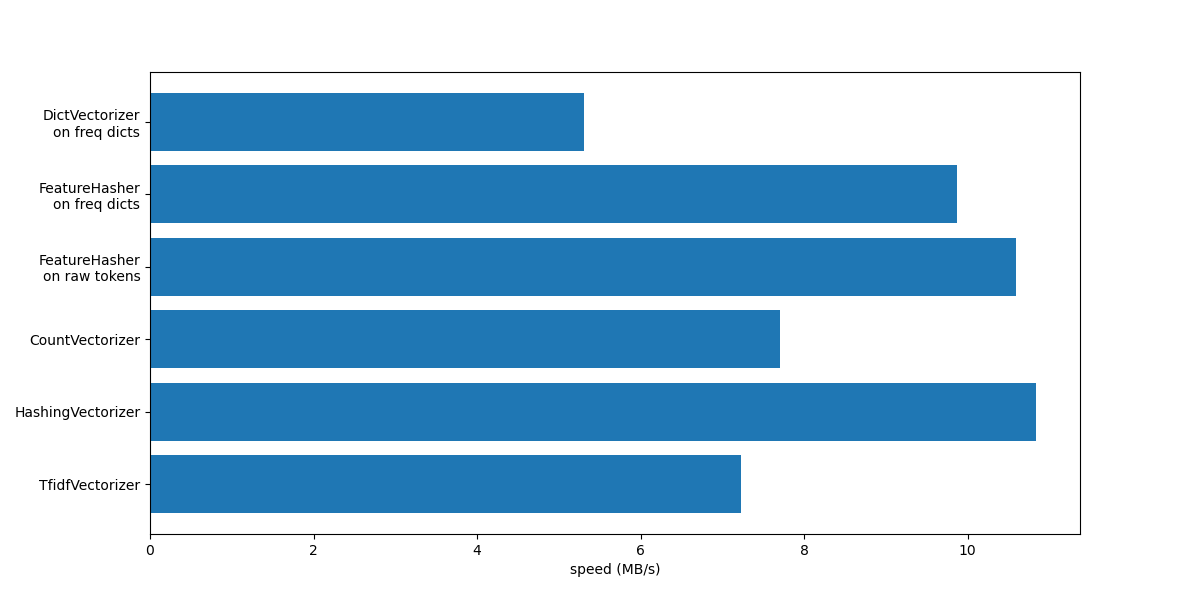 DictVectorizer
on freq dicts
FeatureHasher
on freq dicts
FeatureHasher
on raw tokens
CountVectorizer
HashingVectorizer
TfidfVectorizer
0 2 4 6 8 10
speed (MB/s)